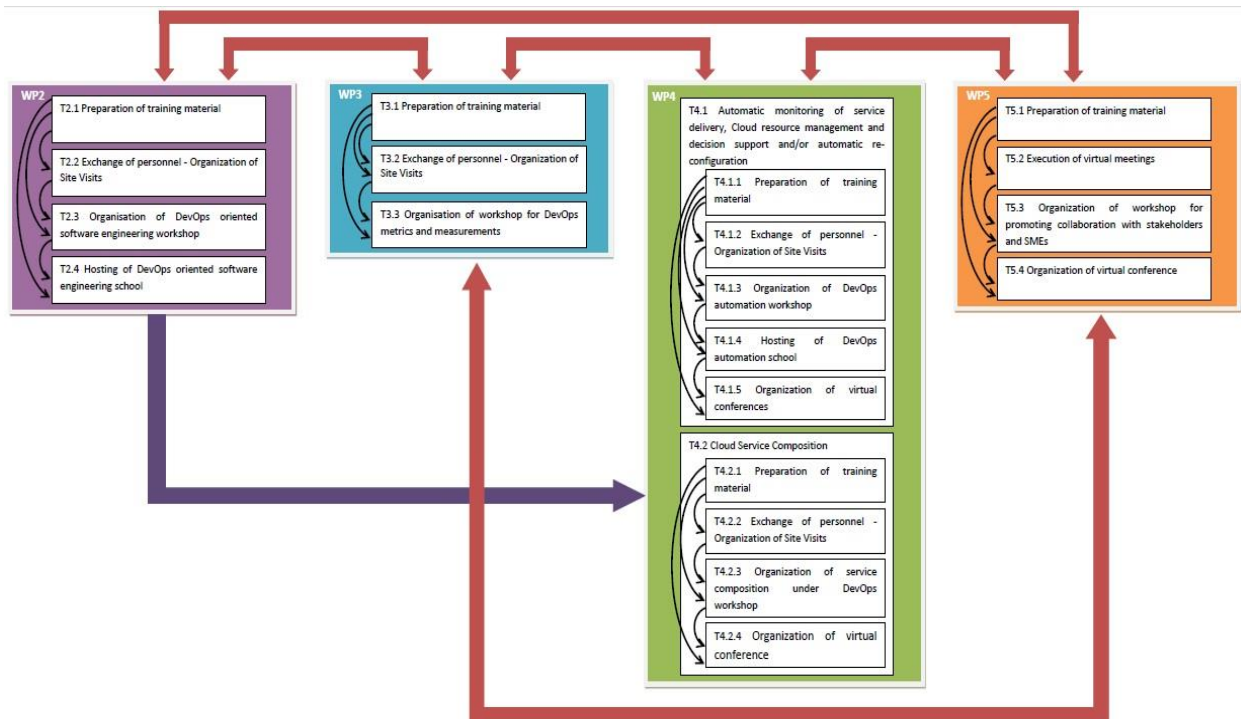 WP2
T2.1 Preparation of training material
T2.2 Exchange of personnel - Organization of
Site Visits
T2.3 Organisation of DevOps oriented
software engineering workshop
T2.4 Hosting of DevOps oriented software
engineering school
WP3
T3.1 Preparation of training material
T3.2 Exchange of personnel - Organization of
Site Visits
T3.3 Organisation of workshop for DevOps
metrics and measurements
WP4
T4.1 Automatic monitoring of service
delivery, Cloud resource management and
decision support and/or automatic re-
configuration
T4.1.1 Preparation of training
material
T4.1.2 Exchange of personnel -
Organization of Site Visits
T4.1.3 Organization of DevOps
automation workshop
T4.1.4 Hosting of DevOps
automation school
T4.1.5 Organization of virtual
conferences
T4.2 Cloud Service Composition
T4.2.1 Preparation of training
material
T4.2.2 Exchange of personnel -
Organization of Site Visits
T4.2.3 Organization of service
composition under DevOps
workshop
T4.2.4 Organization of virtual
conference
WP5
T5.1 Preparation of training material
T5.2 Execution of virtual meetings
T5.3 Organization of workshop for
promoting collaboration with stakeholders
and SMEs
T5.4 Organization of virtual conference